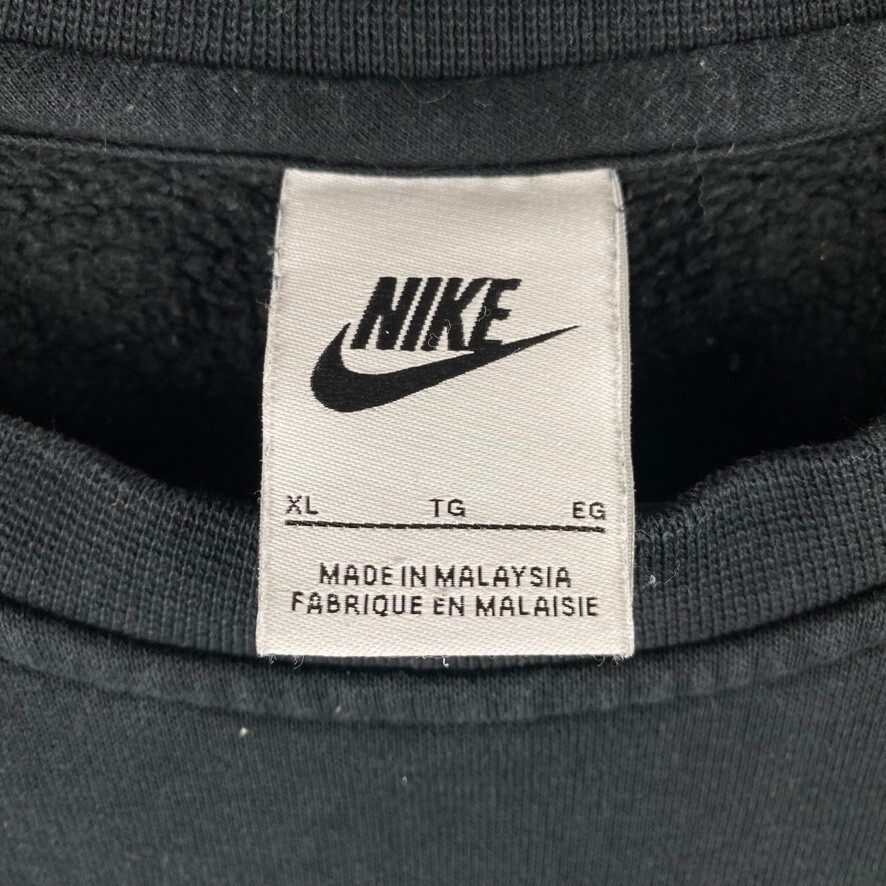 NIKE
XL TG EG
MADE IN MALAYSIA
FABRIQUE EN MALAISIE